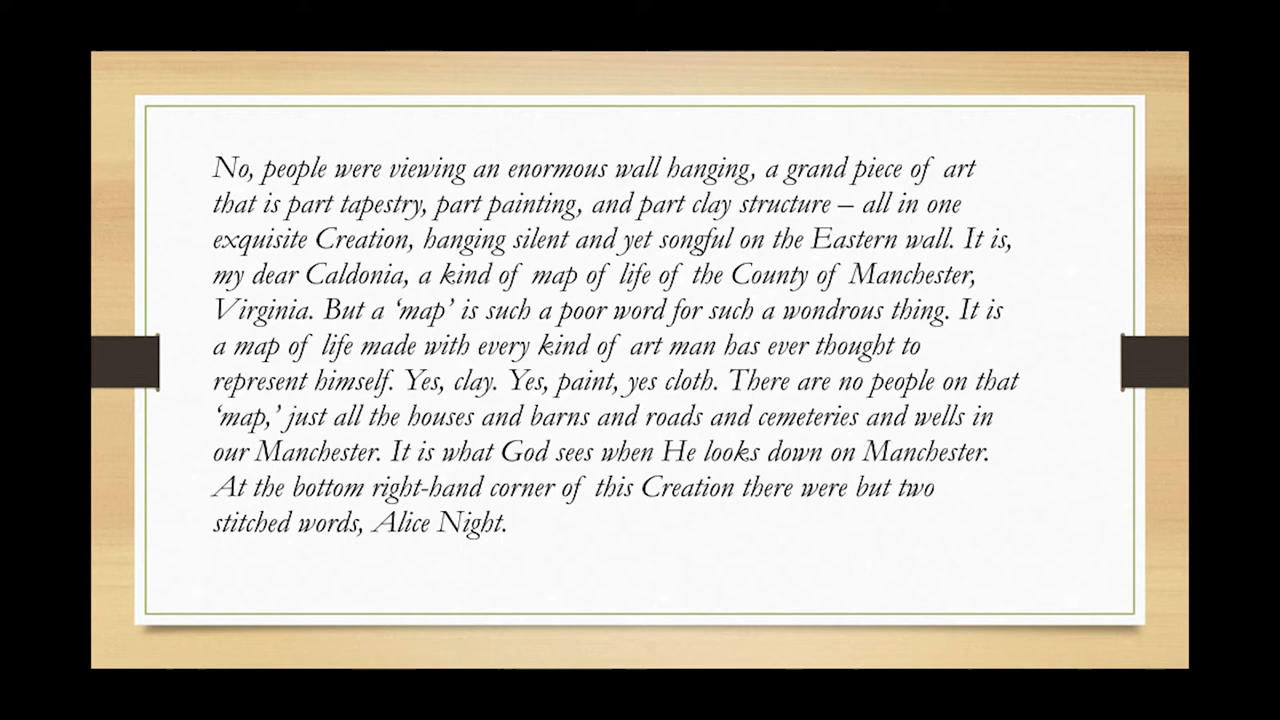 No, people were viewing an enormous wall hanging, a grand piece of art
that is part tapestry, part painting, and part clay structure – all in one
exquisite Creation, hanging silent and yet songful on the Eastern wall. It is,
my dear Caldonia, a kind of map of life of the County of Manchester,
Virginia. But a ‘map’ is such a poor word for such a wondrous thing. It is
a map of life made with every kind of art man has ever thought to
represent himself. Yes, clay. Yes, paint, yes cloth. There are no people on that
‘map,’ just all the houses and barns and roads and cemeteries and wells in
our Manchester. It is what God sees when He looks down on Manchester.
At the bottom right-hand corner of this Creation there were but two
stitched words, Alice Night.